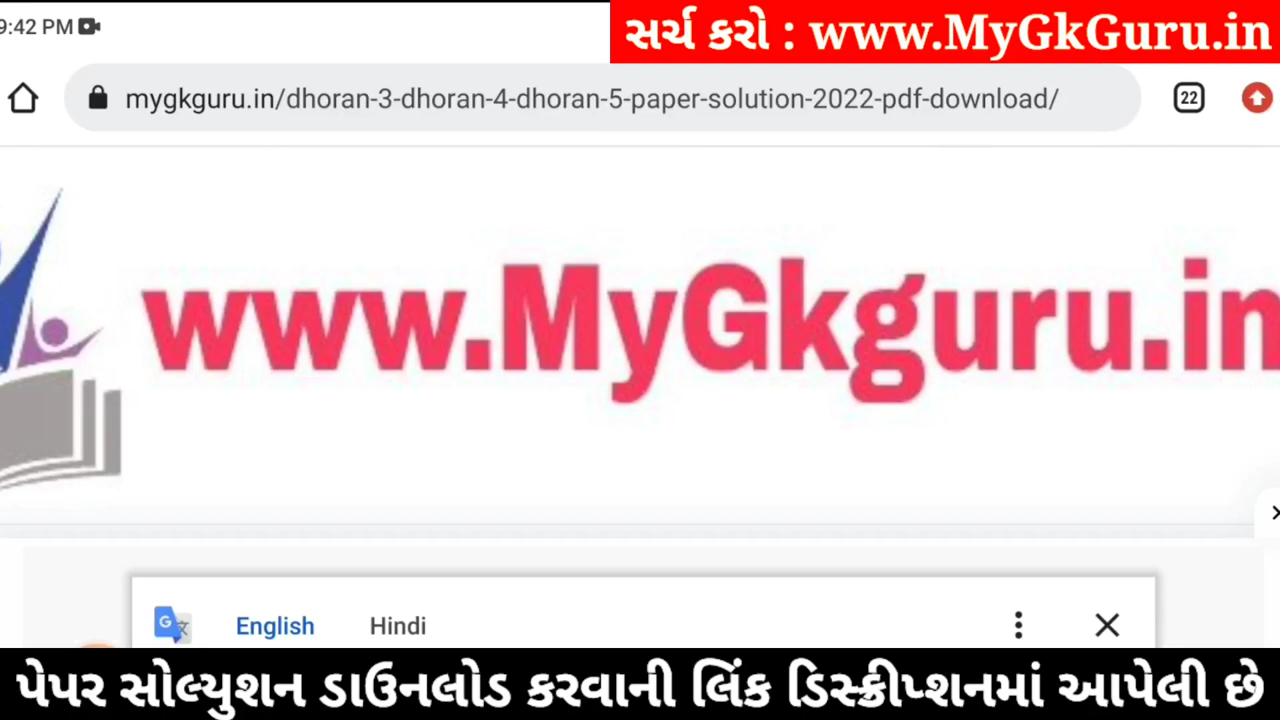 9:42 PM
સર્ચ કરો : www.MyGkGuru.in
mygkguru.in/dhoran-3-dhoran-4-dhoran-5-paper-solution-2022-pdf-download/
22
www.MyGkguru.in
English Hindi
પેપર સોલ્યુશન ડાઉનલોડ કરવાની લિંક ડિસ્ક્રીપ્શનમાં આપેલી છે